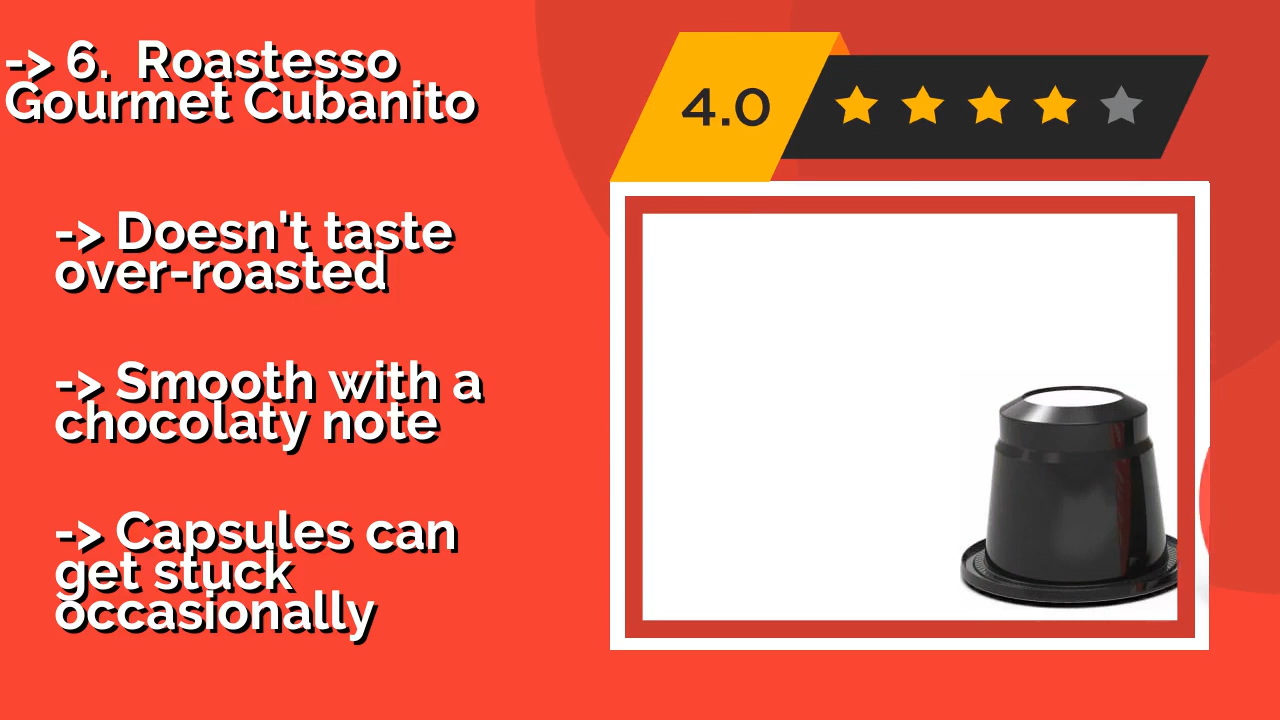 -> 6.  Roastesso
Gourmet Cubanito
4.0
-> Doesn't taste
over-roasted
-> Smooth with a
chocolaty note
-> Capsules can
get stuck
occasionally